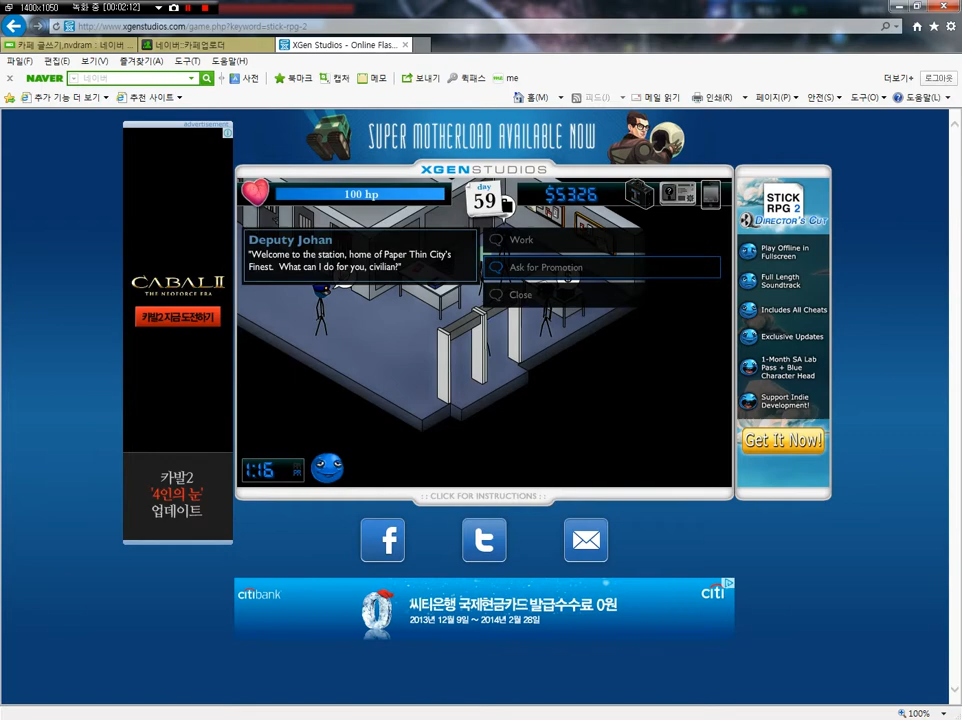 1400x1050 녹화 중 [00:02:12]
http://www.xgenstudios.com/game.php?keyword=stick-rpg-2
카페 글쓰기,nvdram : 네이버 ...
네이버::카페업로더
XGen Studios - Online Flas...
파일(F) 편집(E) 보기(V) 즐겨찾기(A) 도구(T) 도움말(H)
NAVER 네이버 사전 북마크 캡처 메모 보내기 퀵패스 me 더보기 로그아웃
추가 기능 더 보기 추천 사이트 홈(M) 피드(J) 메일 읽기 인쇄(R) 페이지(P) 안전(S) 도구(O) 도움말(L)
advertisement
SUPER MOTHERLOAD AVAILABLE NOW
XGENSTUDIOS
100 hp
day
59
$5326
Deputy Johan
"Welcome to the station, home of Paper Thin City's
Finest. What can I do for you, civilian?"
Work
Ask for Promotion
Close
1:16 PM
:: CLICK FOR INSTRUCTIONS ::
CABAL II
THE NEOFORCE ERA
카발2 지금 도전하기
카발2
'4인의 눈'
업데이트
STICK
RPG 2
DIRECTOR'S CUT
Play Offline in
Fullscreen
Full Length
Soundtrack
Includes All Cheats
Exclusive Updates
1-Month SA Lab
Pass + Blue
Character Head
Support Indie
Development!
Get It Now!
citibank
씨티은행 국제현금카드 발급수수료 0원
2013년 12월 9일 ~ 2014년 2월 28일
citi
100%